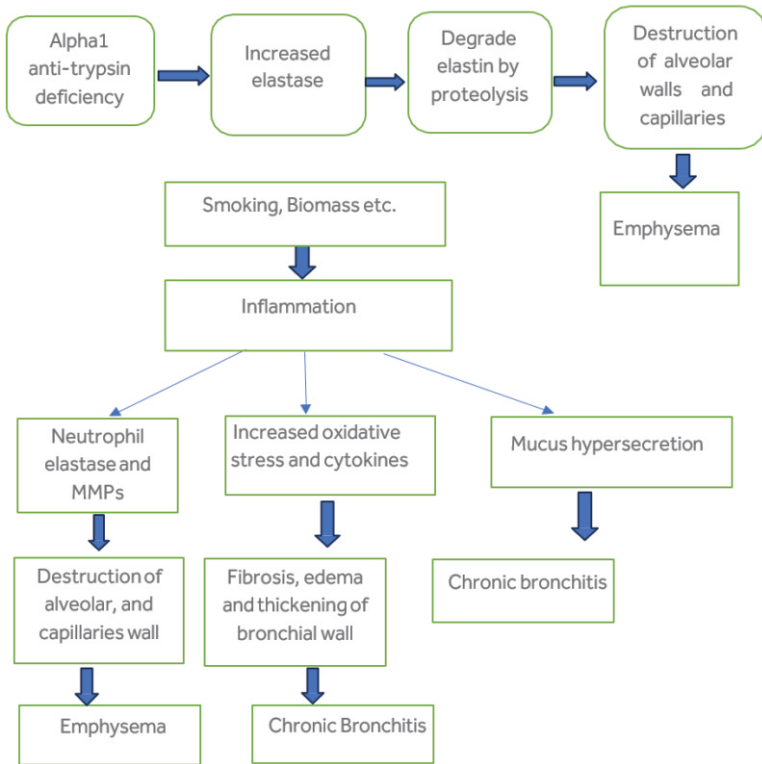 Alpha1
anti-trypsin
deficiency
Increased
elastase
Degrade
elastin by
proteolysis
Destruction
of alveolar
walls and
capillaries
Emphysema
Smoking, Biomass etc.
Inflammation
Neutrophil
elastase and
MMPs
Increased oxidative
stress and cytokines
Mucus hypersecretion
Destruction of
alveolar, and
capillaries wall
Fibrosis, edema
and thickening of
bronchial wall
Chronic bronchitis
Emphysema
Chronic Bronchitis